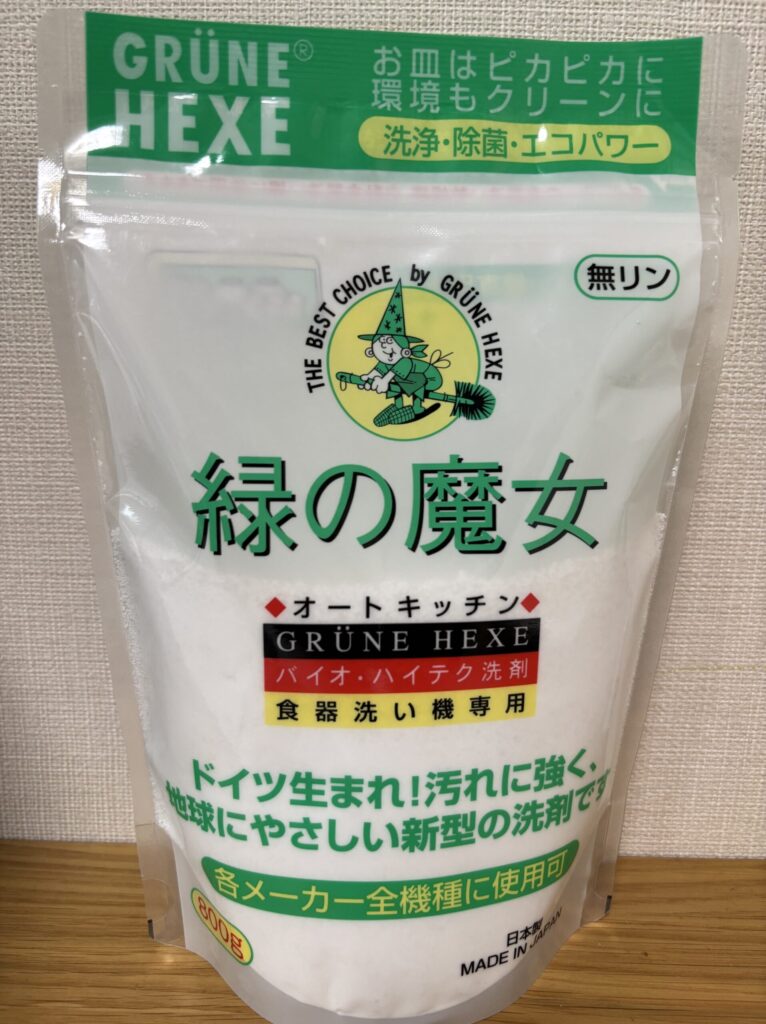 GRÜNE®
HEXE
お皿はピカピカに
環境もクリーンに
洗浄・除菌・エコパワー
無リン
THE BEST CHOICE by GRÜNE HEXE
緑の魔女
◆オートキッチン◆
GRÜNE HEXE
バイオ・ハイテク洗剤
食器洗い機専用
ドイツ生まれ!汚れに強く、
地球にやさしい新型の洗剤です
各メーカー全機種に使用可
800g
日本製
MADE IN JAPAN